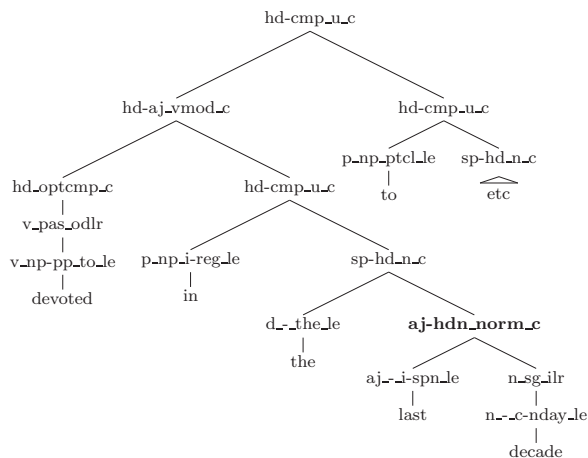 hd-cmp_u_c
hd-aj_vmod_c hd-cmp_u_c
hd_optcmp_c hd-cmp_u_c p_np_ptcl_le sp-hd_n_c
v_pas_odlr to etc
v_np-pp_to_le p_np_i-reg_le sp-hd_n_c
devoted in
d_-_the_le aj-hdn_norm_c
the aj_-_i-spn_le n_sg_ilr
last n_-_c-nday_le
decade